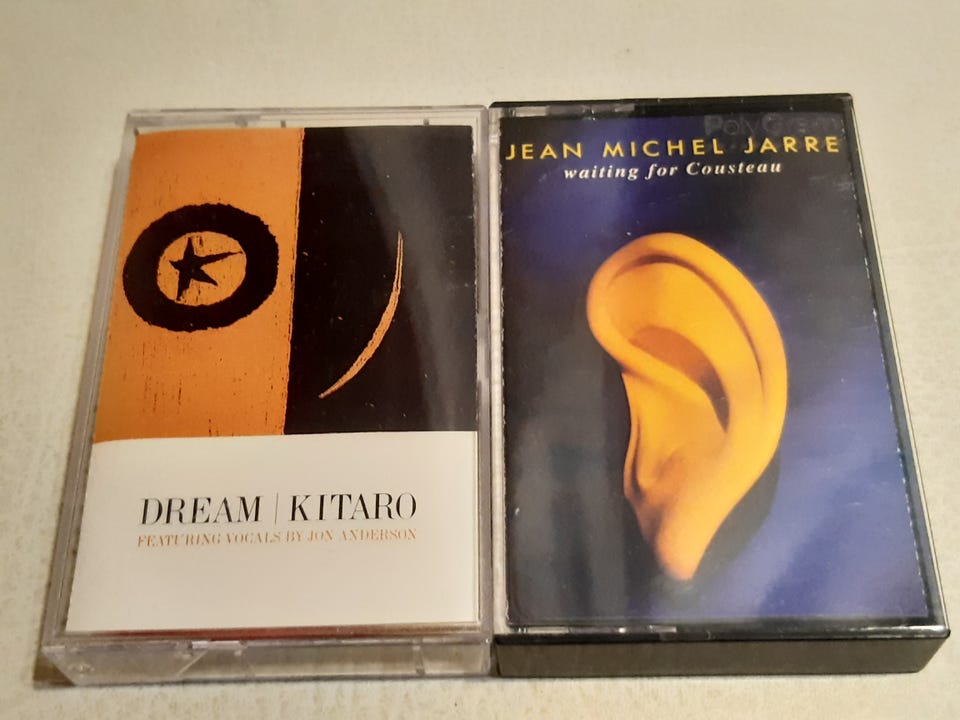 DREAM | KITARO
FEATURING VOCALS BY JON ANDERSON
PolyGram
JEAN MICHEL JARRE
waiting for Cousteau